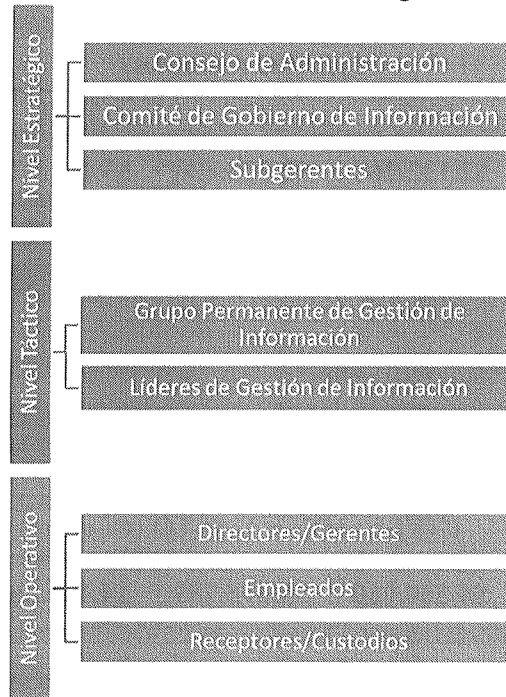 Nivel Estratégico
Consejo de Administración
Comité de Gobierno de Información
Subgerentes
Nivel Táctico
Grupo Permanente de Gestión de
Información
Líderes de Gestión de Información
Nivel Operativo
Directores/Gerentes
Empleados
Receptores/Custodios